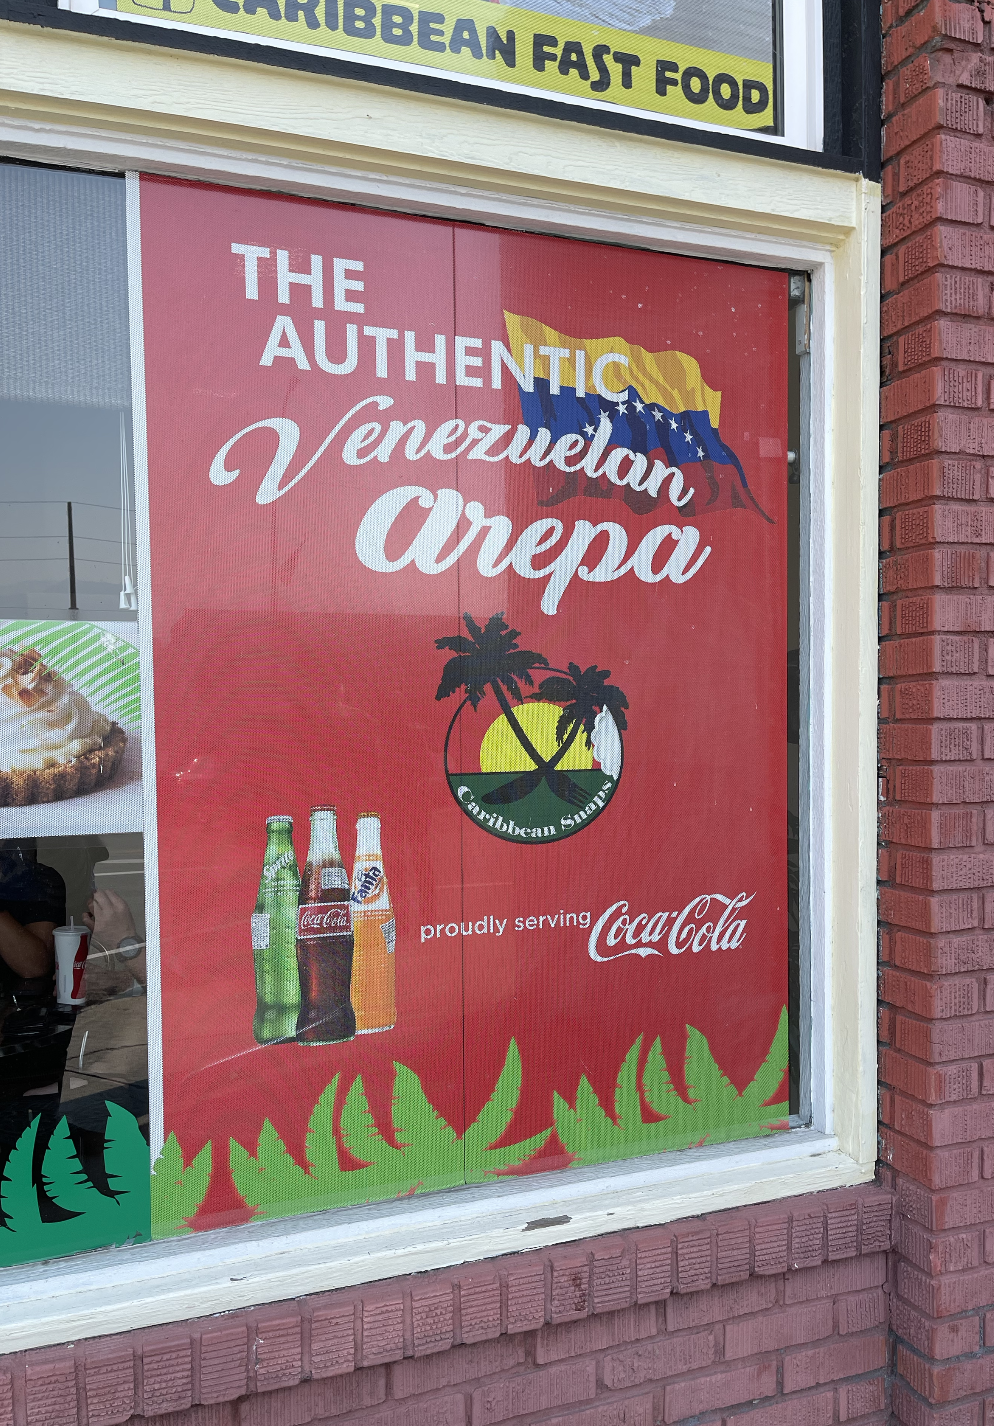 CARIBBEAN FAST FOOD
THE
AUTHENTIC
Venezuelan
arepa
Caribbean Snaps
Sprite
Coca-Cola
Fanta
proudly serving Coca-Cola